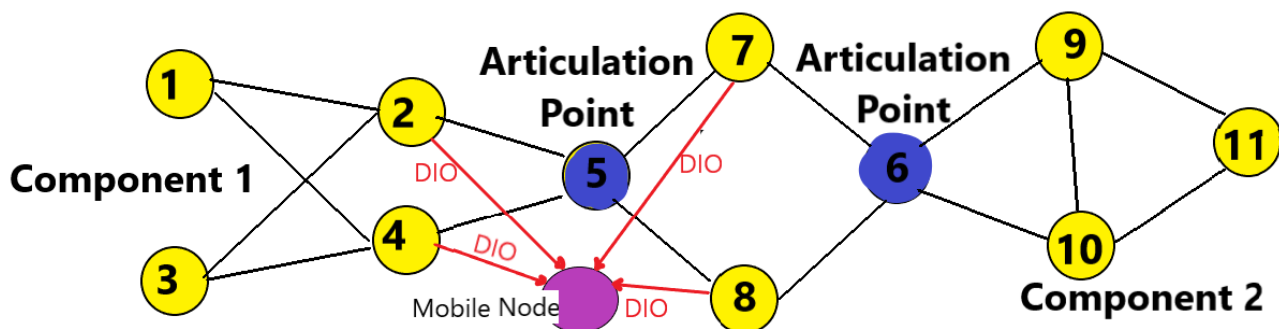 1
2
3
4
Component 1
Articulation
Point
5
7
8
Articulation
Point
6
9
10
11
Component 2
DIO
DIO
DIO
DIO
Mobile Node